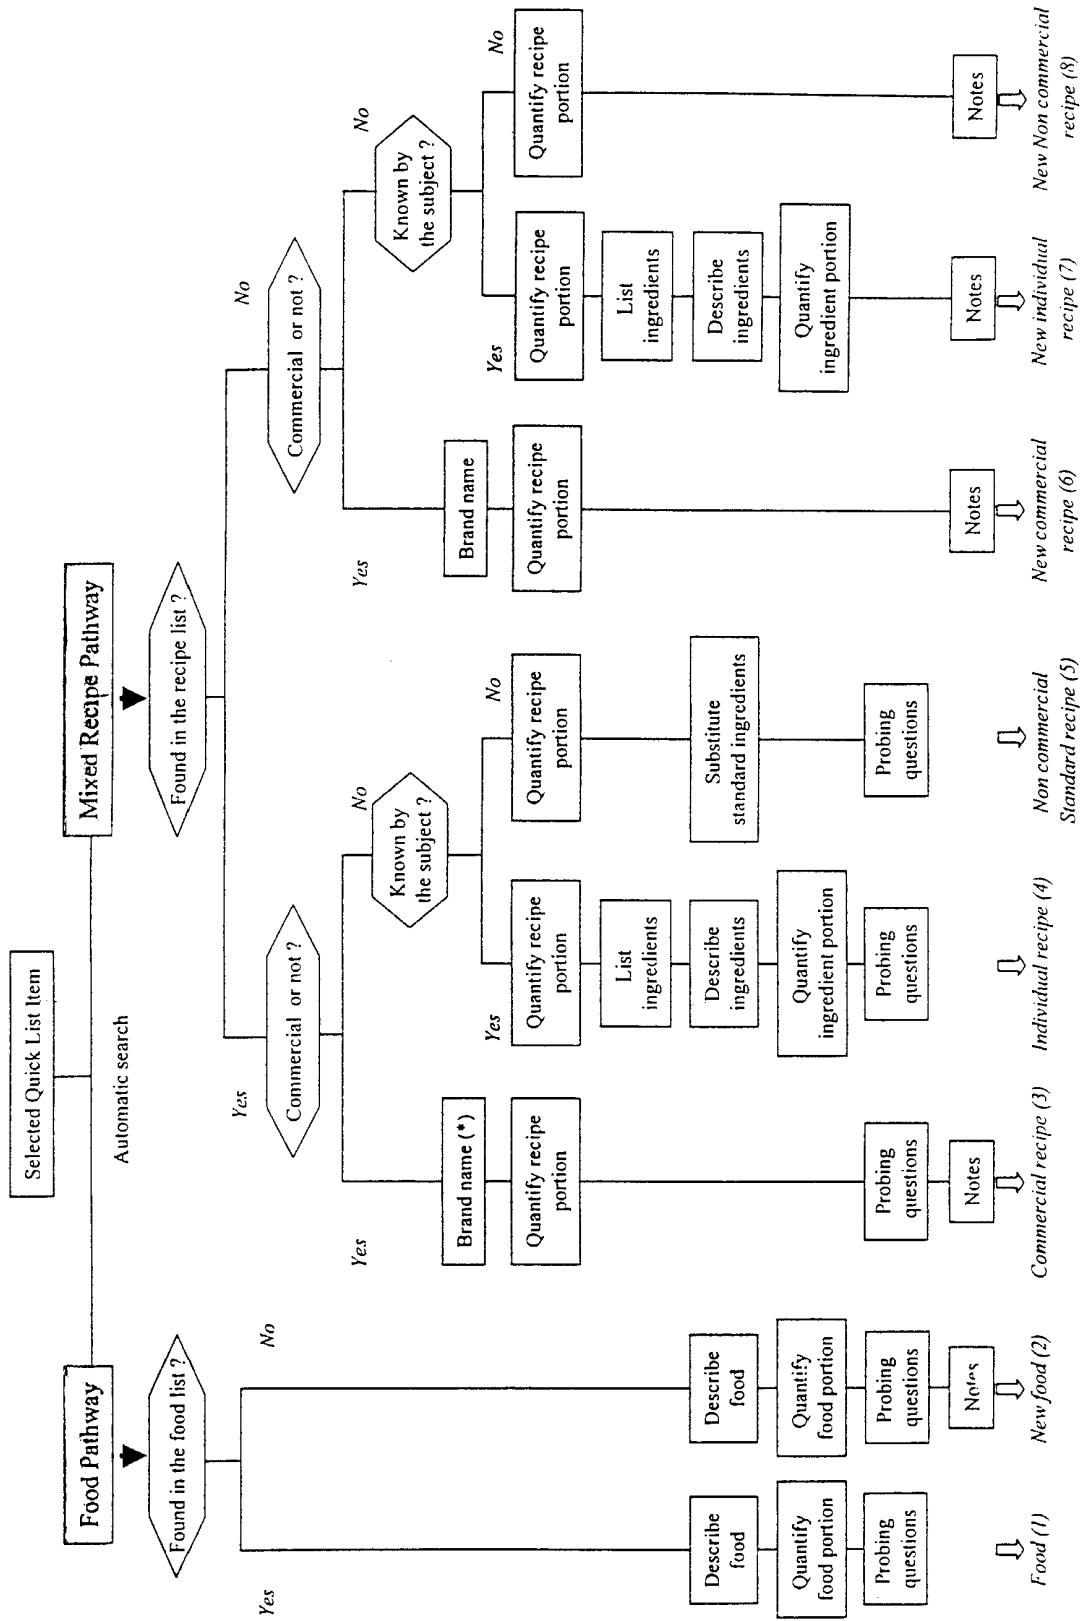 Selected Quick List Item
Automatic search
Food Pathway
Mixed Recipe Pathway
Found in the food list ?
Found in the recipe list ?
Yes
No
Yes
No
Commercial or not ?
Commercial or not ?
Yes
No
Yes
No
Known by
the subject ?
Known by
the subject ?
Brand name (*)
Brand name
Yes
No
Yes
No
Quantify recipe
portion
Quantify recipe
portion
Quantify recipe
portion
Quantify recipe
portion
Quantify recipe
portion
Quantify recipe
portion
List
ingredients
List
ingredients
Describe
food
Describe
food
Describe
ingredients
Substitute
standard ingredients
Describe
ingredients
Quantify
food portion
Quantify
food portion
Quantify
ingredient portion
Quantify
ingredient portion
Probing
questions
Probing
questions
Probing
questions
Probing
questions
Probing
questions
Notes
Notes
Notes
Notes
Notes
Food (1)
New food (2)
Commercial recipe (3)
Individual recipe (4)
Non commercial
Standard recipe (5)
New commercial
recipe (6)
New individual
recipe (7)
New Non commercial
recipe (8)